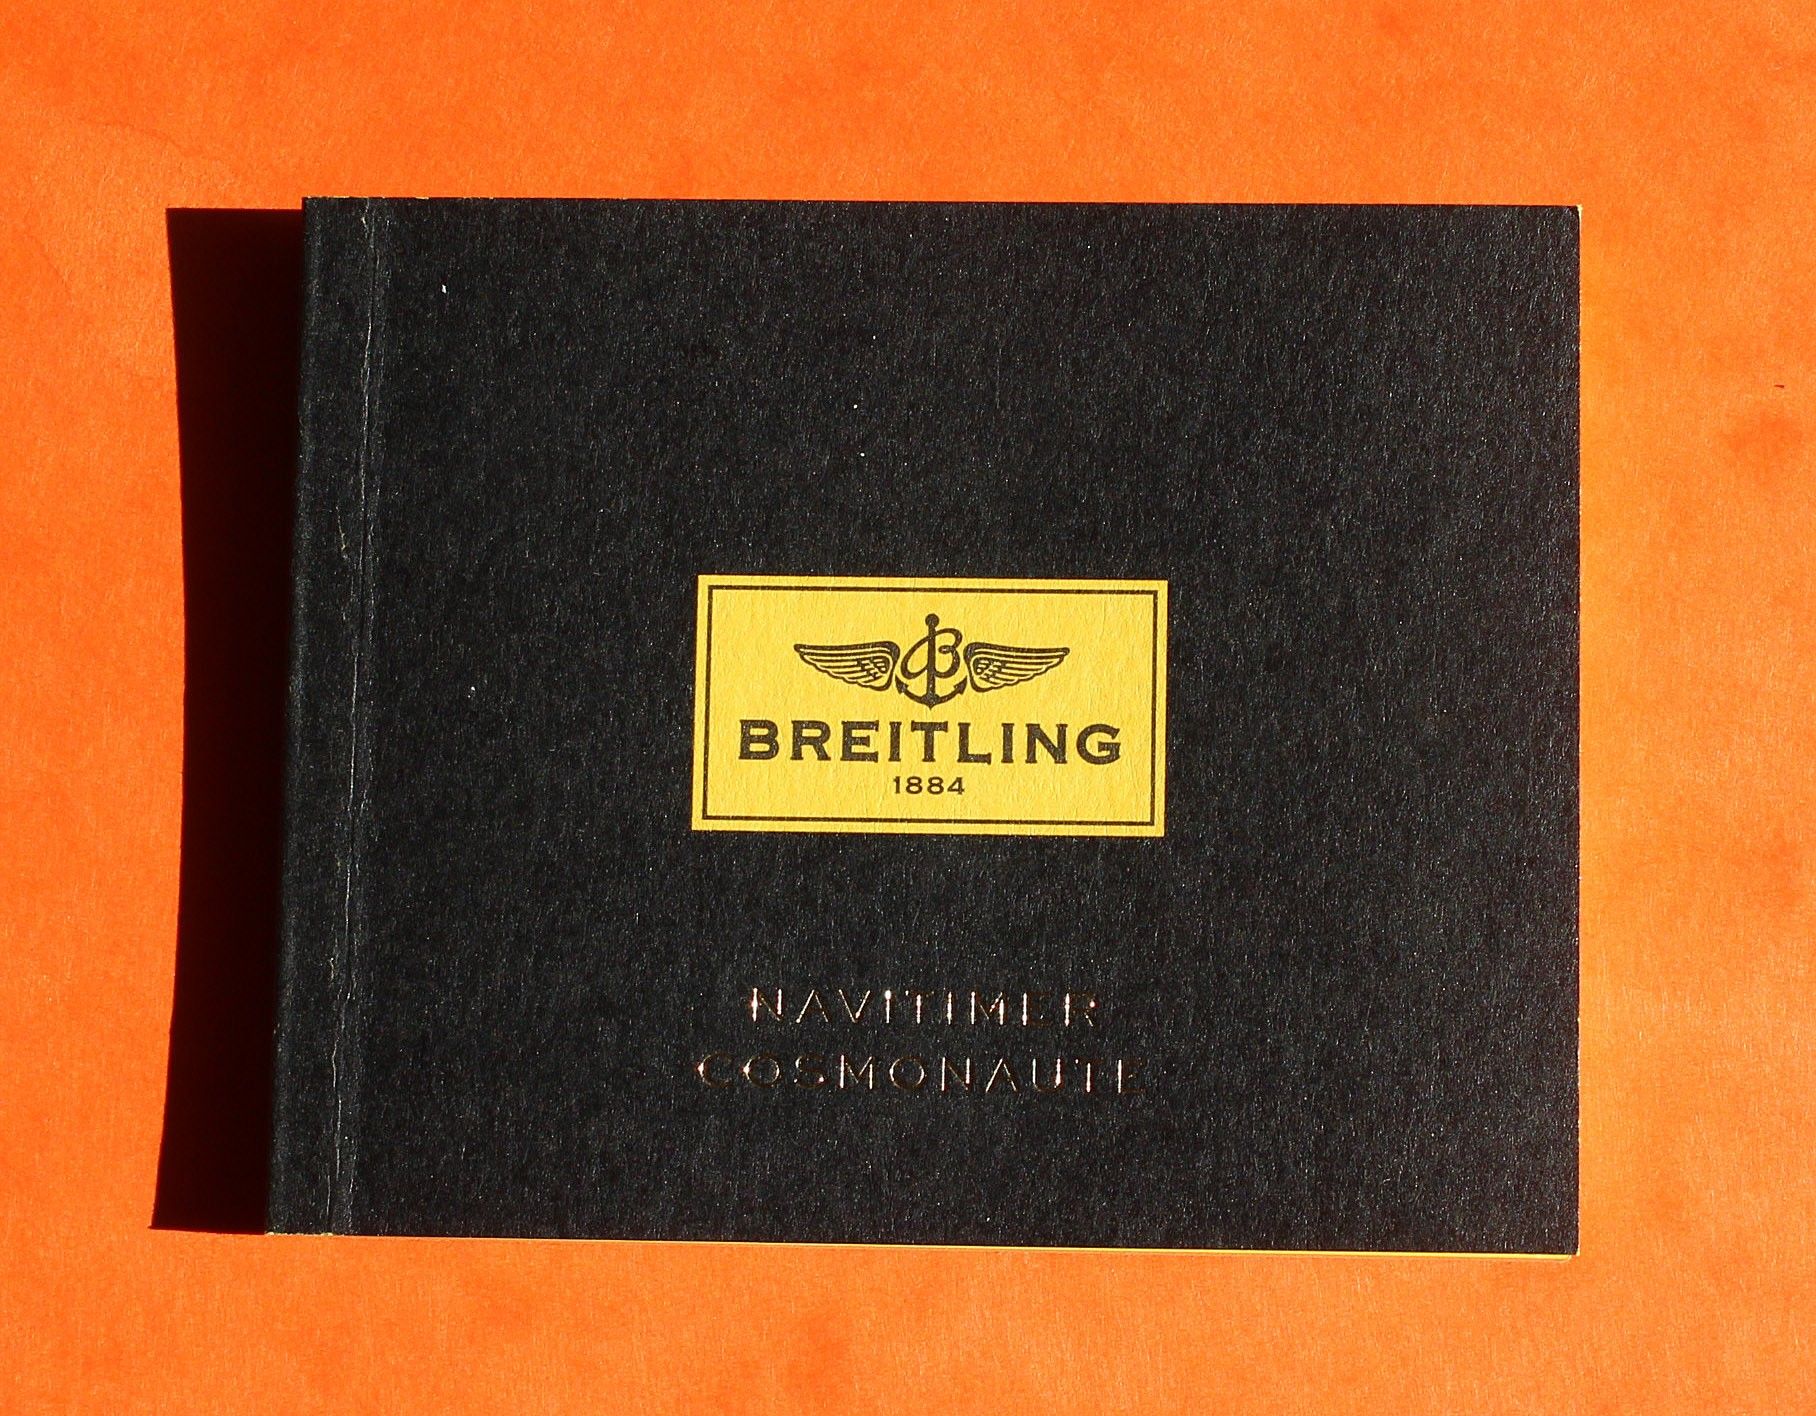 BREITLING
1884
NAVITIMER
COSMONAUTE